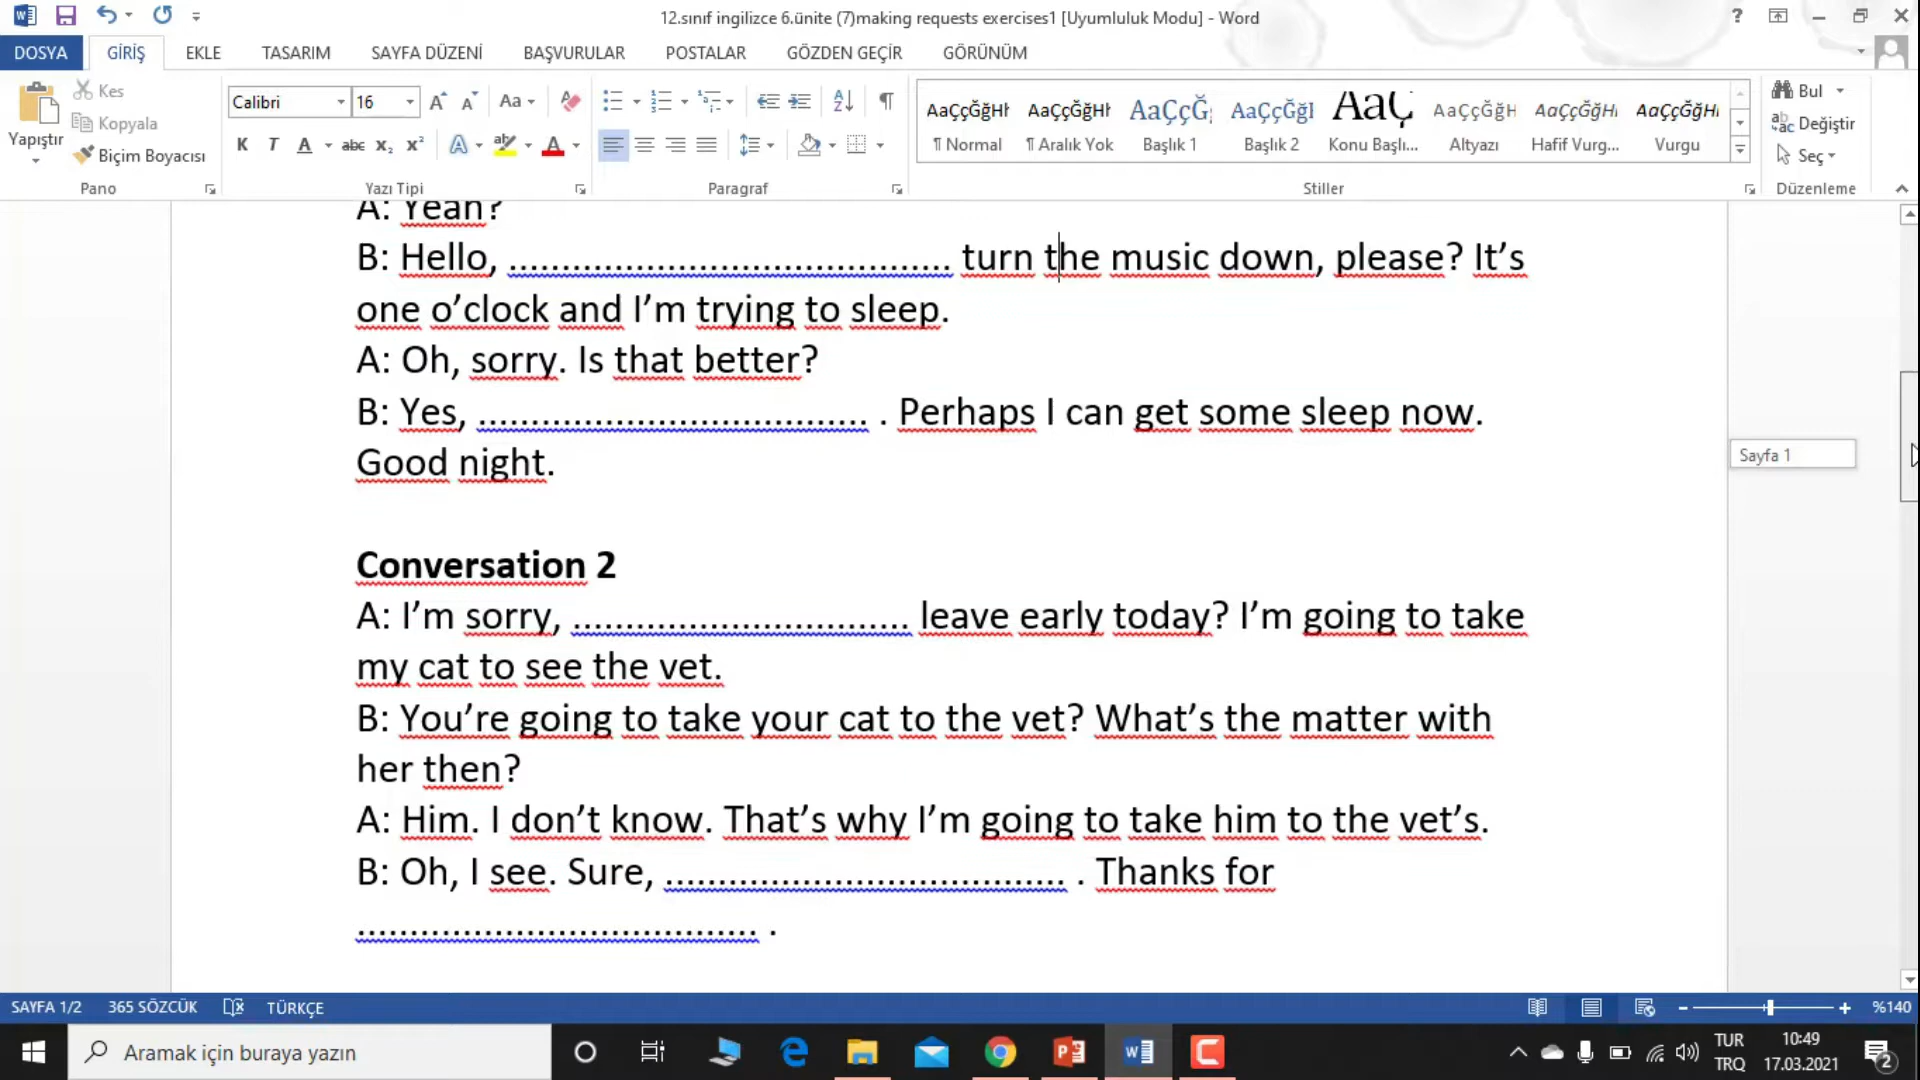 12.sınıf ingilizce 6.ünite (7)making requests exercises1 [Uyumluluk Modu] - Word
DOSYA GİRİŞ EKLE TASARIM SAYFA DÜZENİ BAŞVURULAR POSTALAR GÖZDEN GEÇİR GÖRÜNÜM
Yapıştır
Kes
Kopyala
Biçim Boyacısı
Pano
Calibri 16
K T A abc x₂ x²
Yazı Tipi
Paragraf
AaÇçĞğHł AaÇçĞğHł AaÇçĞ AaÇçĞğl AaÇ AaÇçĞğH AaÇçĞğHı AaÇçĞğHı
¶ Normal ¶ Aralık Yok Başlık 1 Başlık 2 Konu Başlı... Altyazı Hafif Vurg... Vurgu
Stiller
Bul
Değiştir
Seç
Düzenleme
A: Yeah?
B: Hello, .......................................... turn the music down, please? It’s
one o’clock and I’m trying to sleep.
A: Oh, sorry. Is that better?
B: Yes, ..................................... . Perhaps I can get some sleep now.
Good night.
Conversation 2
A: I’m sorry, ................................ leave early today? I’m going to take
my cat to see the vet.
B: You’re going to take your cat to the vet? What’s the matter with
her then?
A: Him. I don’t know. That’s why I’m going to take him to the vet’s.
B: Oh, I see. Sure, ...................................... . Thanks for
...................................... .
Sayfa 1
SAYFA 1/2 365 SÖZCÜK TÜRKÇE %140
Aramak için buraya yazın
TUR
TRQ
10:49
17.03.2021
2